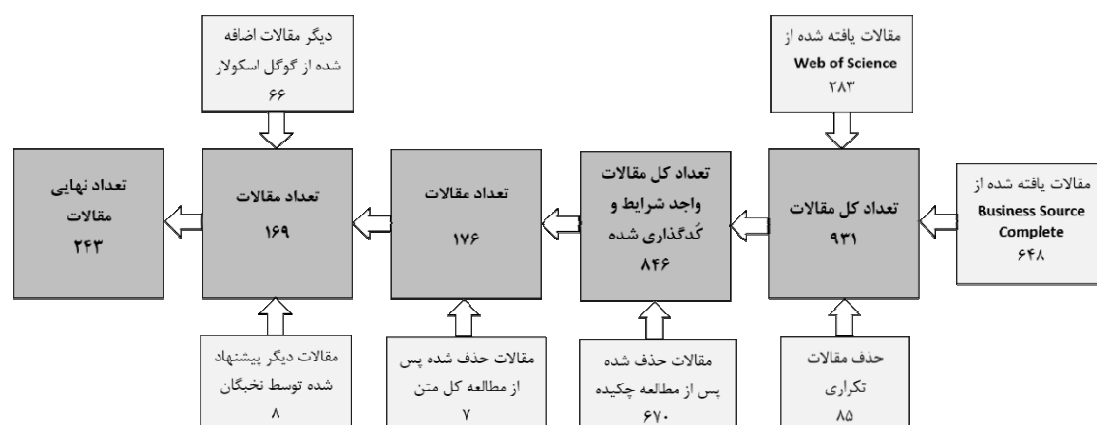 مقالات یافته شده از
Web of Science
۲۸۳
مقالات یافته شده از
Business Source
Complete
۶۴۸
تعداد کل مقالات
۹۳۱
حذف مقالات
تکراری
۸۵
تعداد کل مقالات
واجد شرایط و
کُدگذاری شده
۸۴۶
مقالات حذف شده
پس از مطالعه چکیده
۶۷۰
تعداد مقالات
۱۷۶
مقالات حذف شده پس
از مطالعه کل متن
۷
دیگر مقالات اضافه
شده از گوگل اسکولار
۶۶
تعداد مقالات
۱۶۹
مقالات دیگر پیشنهاد
شده توسط نخبگان
۸
تعداد نهایی
مقالات
۲۴۳